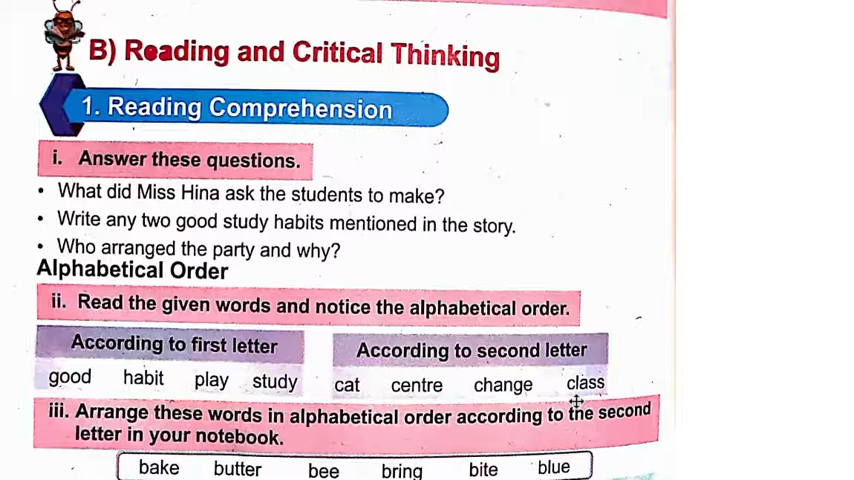 B) Reading and Critical Thinking
1. Reading Comprehension
i. Answer these questions.
• What did Miss Hina ask the students to make?
• Write any two good study habits mentioned in the story.
• Who arranged the party and why?
Alphabetical Order
ii. Read the given words and notice the alphabetical order.
According to first letter According to second letter
good habit play study cat centre change class
iii. Arrange these words in alphabetical order according to the second
letter in your notebook.
bake butter bee bring bite blue